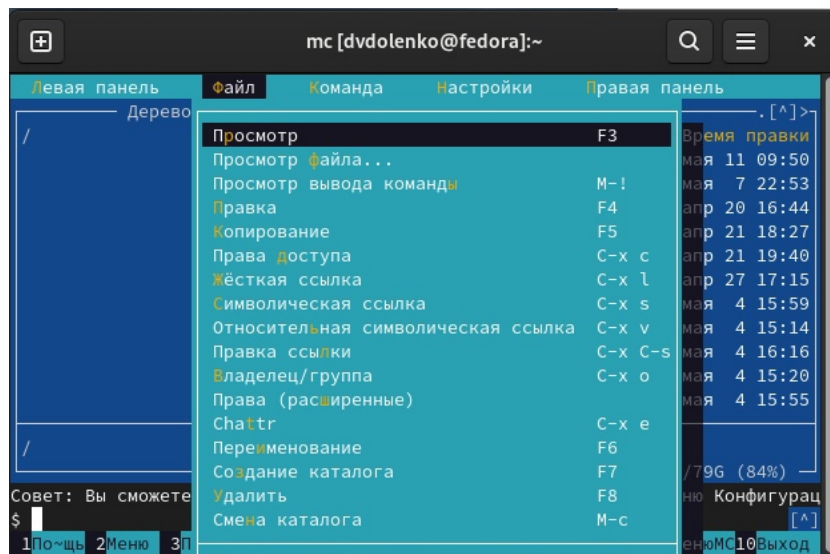 mc [dvdolenko@fedora]:~
Левая панель Файл Команда Настройки Правая панель
Дерево .[^]>
/ Время правки
Просмотр F3
Просмотр файла... мая 11 09:50
Просмотр вывода команды M-! мая 7 22:53
Правка F4 апр 20 16:44
Копирование F5 апр 21 18:27
Права доступа C-x c апр 21 19:40
Жёсткая ссылка C-x l апр 27 17:15
Символическая ссылка C-x s мая 4 15:59
Относительная символическая ссылка C-x v мая 4 15:14
Правка ссылки C-x C-s мая 4 16:16
Владелец/группа C-x o мая 4 15:20
Права (расширенные) мая 4 15:55
Chattr C-x e
/ Переименование F6
Создание каталога F7 /79G (84%)
Совет: Вы сможете Удалить F8 ню Конфигурац
$ Смена каталога M-c [^]
1По~щь 2Меню 3П енюМС 10Выход